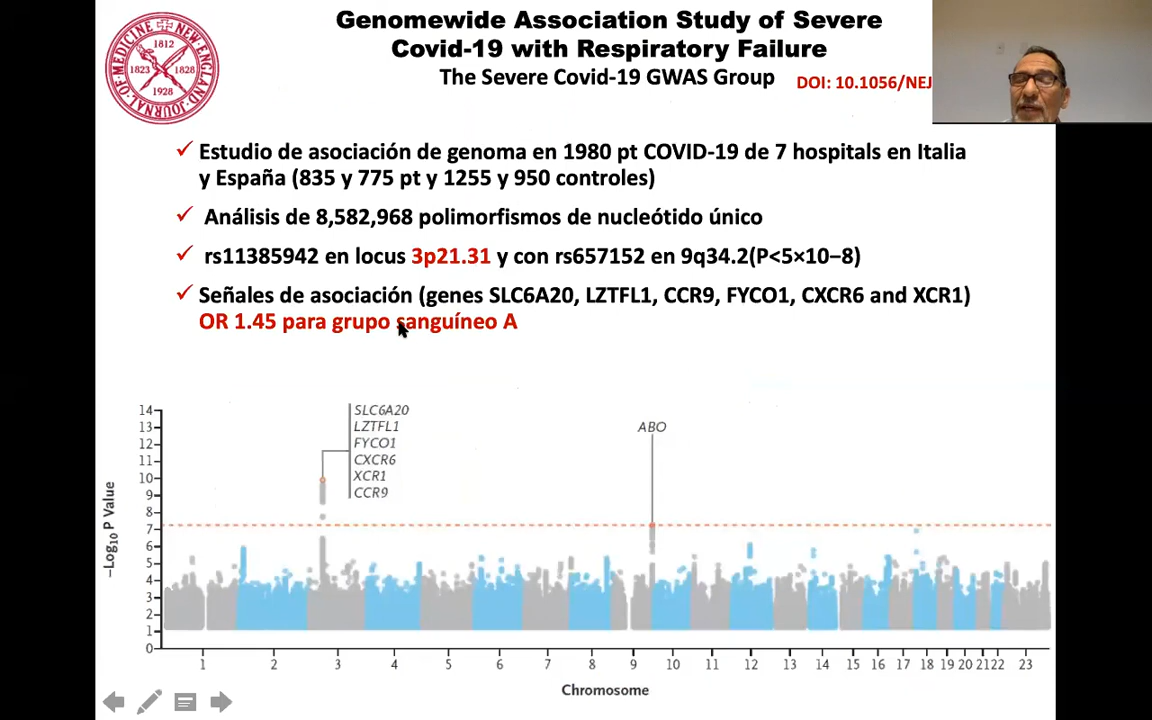 Genomewide Association Study of Severe
Covid-19 with Respiratory Failure
The Severe Covid-19 GWAS Group
DOI: 10.1056/NEJ
NEW ENGLAND JOURNAL OF MEDICINE
1812
1823 1828
1928
Estudio de asociación de genoma en 1980 pt COVID-19 de 7 hospitals en Italia
y España (835 y 775 pt y 1255 y 950 controles)
Análisis de 8,582,968 polimorfismos de nucleótido único
rs11385942 en locus 3p21.31 y con rs657152 en 9q34.2(P<5×10−8)
Señales de asociación (genes SLC6A20, LZTFL1, CCR9, FYCO1, CXCR6 and XCR1)
OR 1.45 para grupo sanguíneo A
SLC6A20
LZTFL1
FYCO1
CXCR6
XCR1
CCR9
ABO
−Log10 P Value
14
13
12
11
10
9
8
7
6
5
4
3
2
1
0
1 2 3 4 5 6 7 8 9 10 11 12 13 14 15 16 17 18 19 20 21 22 23
Chromosome